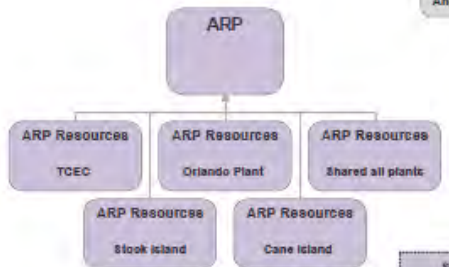 ARP
ARP Resources
TCEC
ARP Resources
Orlando Plant
ARP Resources
Shared all plants
ARP Resources
Stock Island
ARP Resources
Cane Island